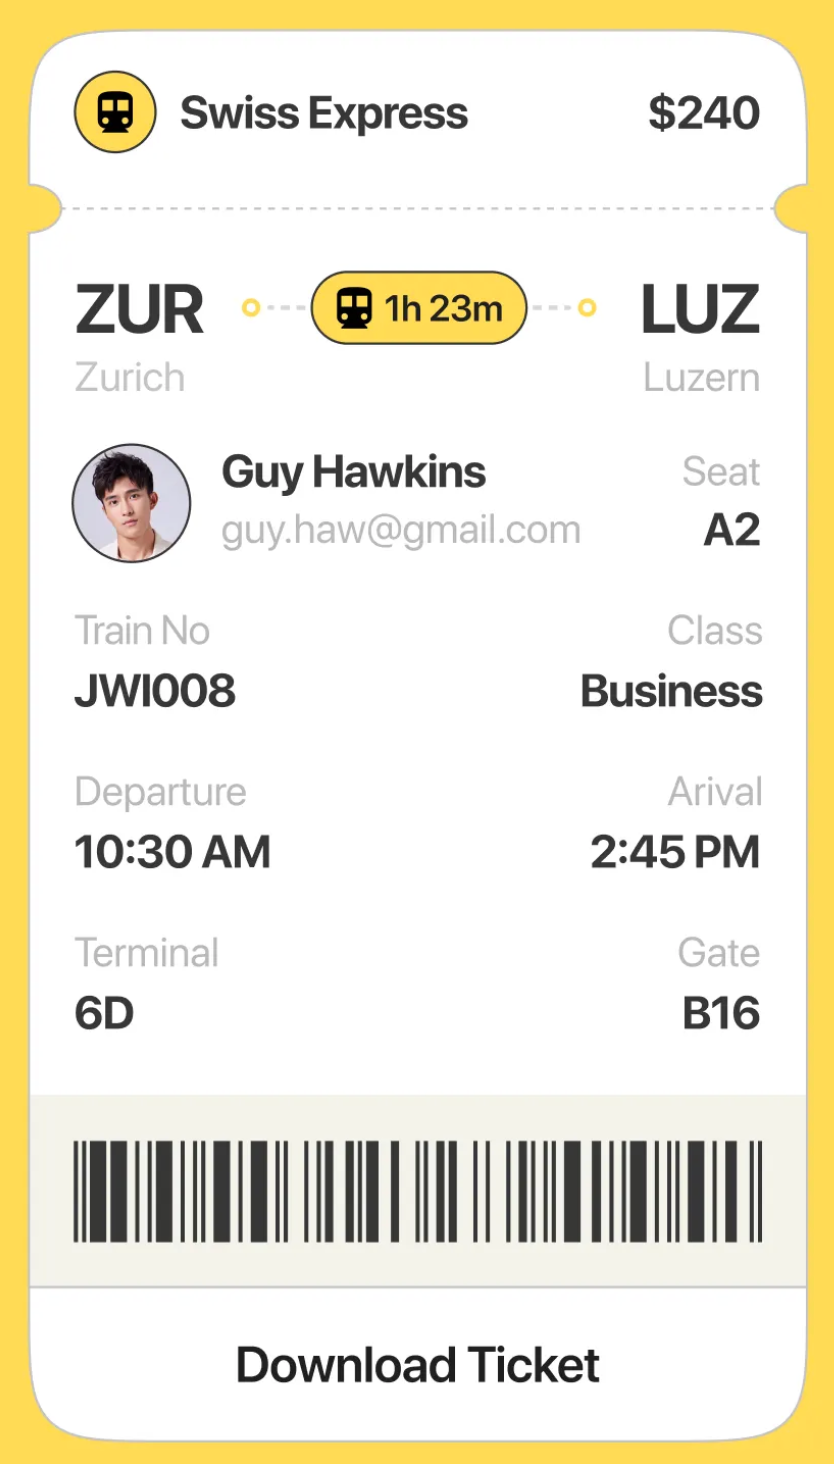 Swiss Express $240
ZUR 1h 23m LUZ
Zurich Luzern
Guy Hawkins Seat
guy.haw@gmail.com A2
Train No Class
JWI008 Business
Departure Arival
10:30 AM 2:45 PM
Terminal Gate
6D B16
Download Ticket